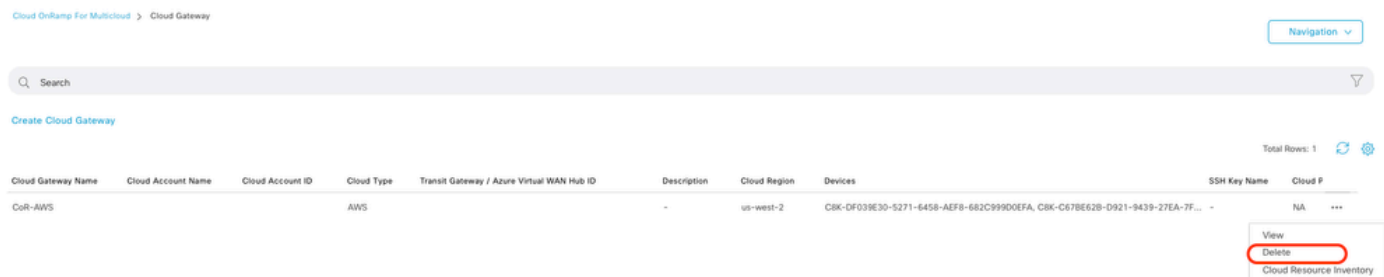 Cloud OnRamp For Multicloud > Cloud Gateway
Navigation
Search
Create Cloud Gateway
Total Rows: 1
Cloud Gateway Name Cloud Account Name Cloud Account ID Cloud Type Transit Gateway / Azure Virtual WAN Hub ID Description Cloud Region Devices SSH Key Name Cloud P
CoR-AWS AWS - us-west-2 C8K-DF039E30-5271-6458-AEF8-682C999D0EFA, C8K-C67BE62B-D921-9439-27EA-7F... - NA ...
View
Delete
Cloud Resource Inventory